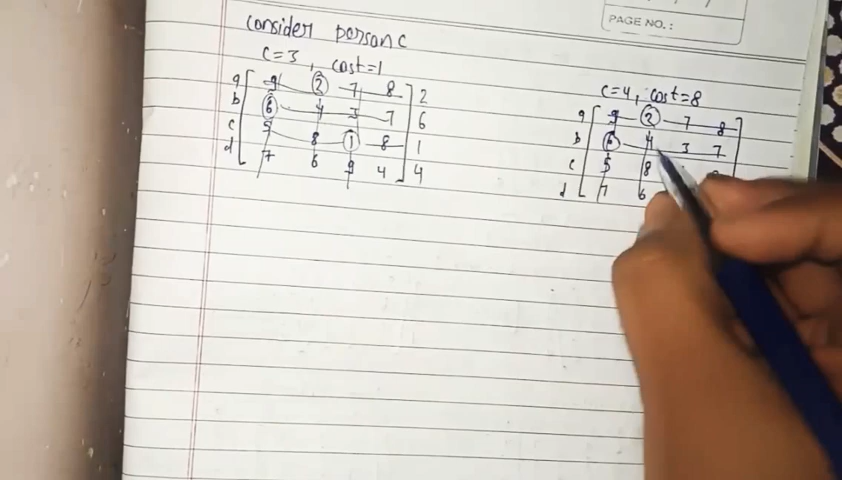 PAGE NO.:
consider person c
c=3, cost=1
a 9 2 7 8 2
b 6 4 3 7 6
c 5 8 1 8 1
d 7 6 9 4 4
c=4, cost=8
a 9 2 7 8
b 6 4 3 7
c 5 8
d 7 6